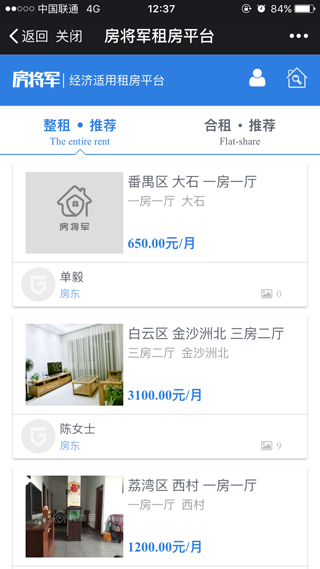 中国联通 4G 12:37 84%
返回 关闭 房将军租房平台
房将军 | 经济适用租房平台
整租 • 推荐
The entire rent
合租 • 推荐
Flat-share
房将军
番禺区 大石 一房一厅
一房一厅 大石
650.00元/月
单毅
房东
0
白云区 金沙洲北 三房二厅
三房二厅 金沙洲北
3100.00元/月
陈女士
房东
9
荔湾区 西村 一房一厅
一房一厅 西村
1200.00元/月